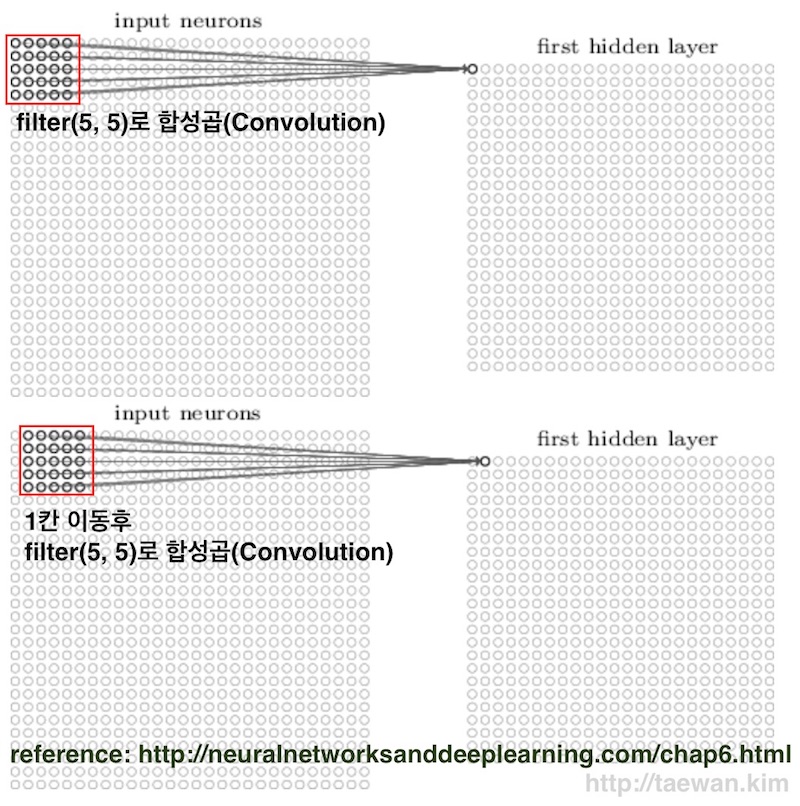 input neurons
first hidden layer
filter(5, 5)로 합성곱(Convolution)
input neurons
first hidden layer
1칸 이동후
filter(5, 5)로 합성곱(Convolution)
reference: http://neuralnetworksanddeeplearning.com/chap6.html
http://taewan.kim